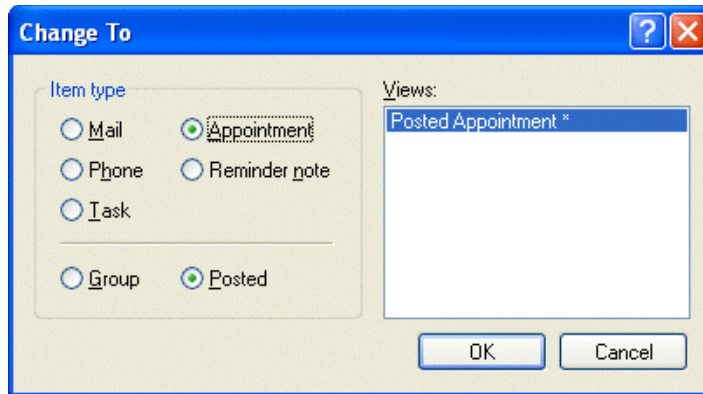 Change To
Item type
Mail
Appointment
Phone
Reminder note
Task
Group
Posted
Views:
Posted Appointment *
OK
Cancel